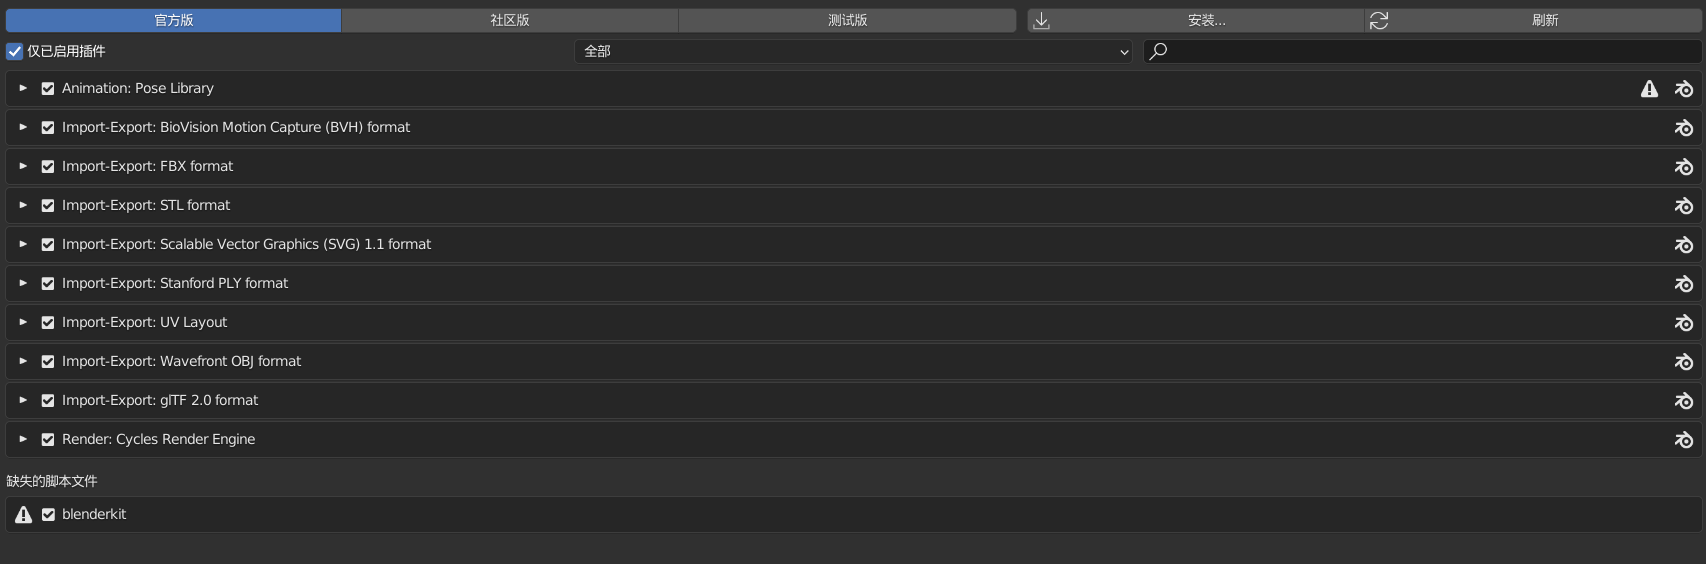 官方版 社区版 测试版 安装... 刷新
仅已启用插件 全部
Animation: Pose Library
Import-Export: BioVision Motion Capture (BVH) format
Import-Export: FBX format
Import-Export: STL format
Import-Export: Scalable Vector Graphics (SVG) 1.1 format
Import-Export: Stanford PLY format
Import-Export: UV Layout
Import-Export: Wavefront OBJ format
Import-Export: glTF 2.0 format
Render: Cycles Render Engine
缺失的脚本文件
blenderkit